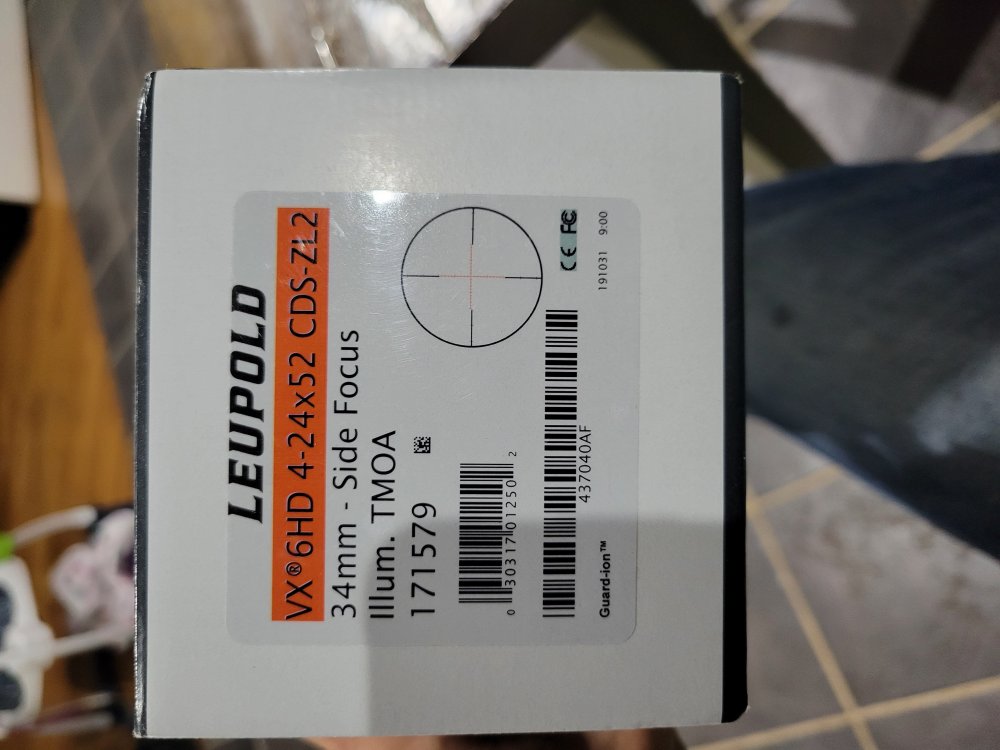 LEUPOLD
VX®6HD 4-24x52 CDS-ZL2
34mm - Side Focus
Illum. TMOA
171579
0 30317 01250 2
437040AF
Guard-ion™
CE FC
191031 9:00